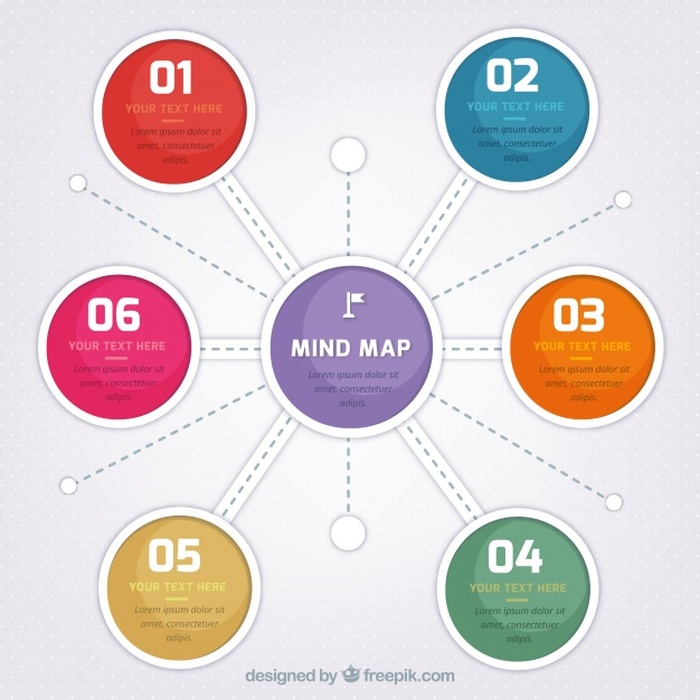 01
YOUR TEXT HERE
Lorem ipsum dolor sit
amet, consectetuer
adipis.
02
YOUR TEXT HERE
Lorem ipsum dolor sit
amet, consectetuer
adipis.
06
YOUR TEXT HERE
Lorem ipsum dolor sit
amet, consectetuer
adipis.
MIND MAP
Lorem ipsum dolor sit
amet, consectetuer
adipis.
03
YOUR TEXT HERE
Lorem ipsum dolor sit
amet, consectetuer
adipis.
05
YOUR TEXT HERE
Lorem ipsum dolor sit
amet, consectetuer
adipis.
04
YOUR TEXT HERE
Lorem ipsum dolor sit
amet, consectetuer
adipis.
designed by freepik.com